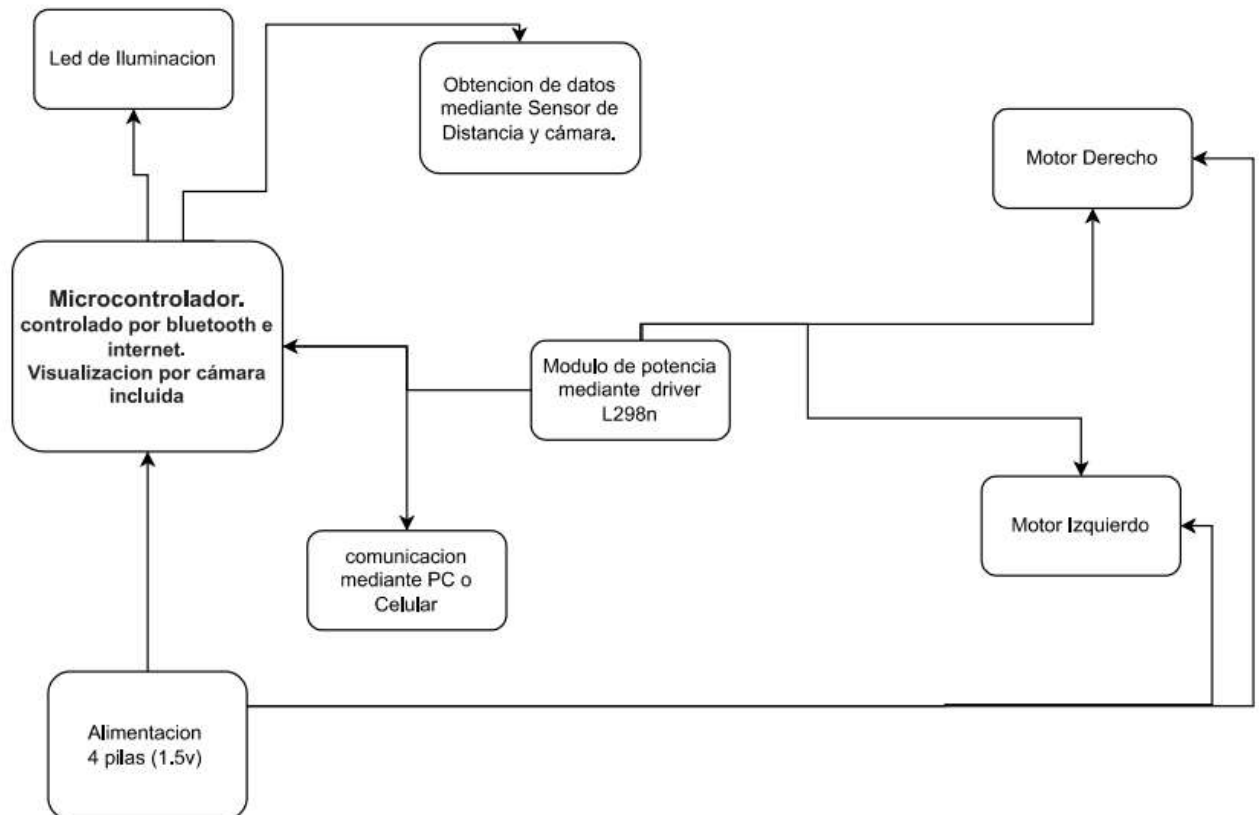 Led de Iluminacion
Obtencion de datos
mediante Sensor de
Distancia y cámara.
Motor Derecho
Microcontrolador.
controlado por bluetooth e
internet.
Visualizacion por cámara
incluida
Modulo de potencia
mediante driver
L298n
Motor Izquierdo
comunicacion
mediante PC o
Celular
Alimentacion
4 pilas (1.5v)